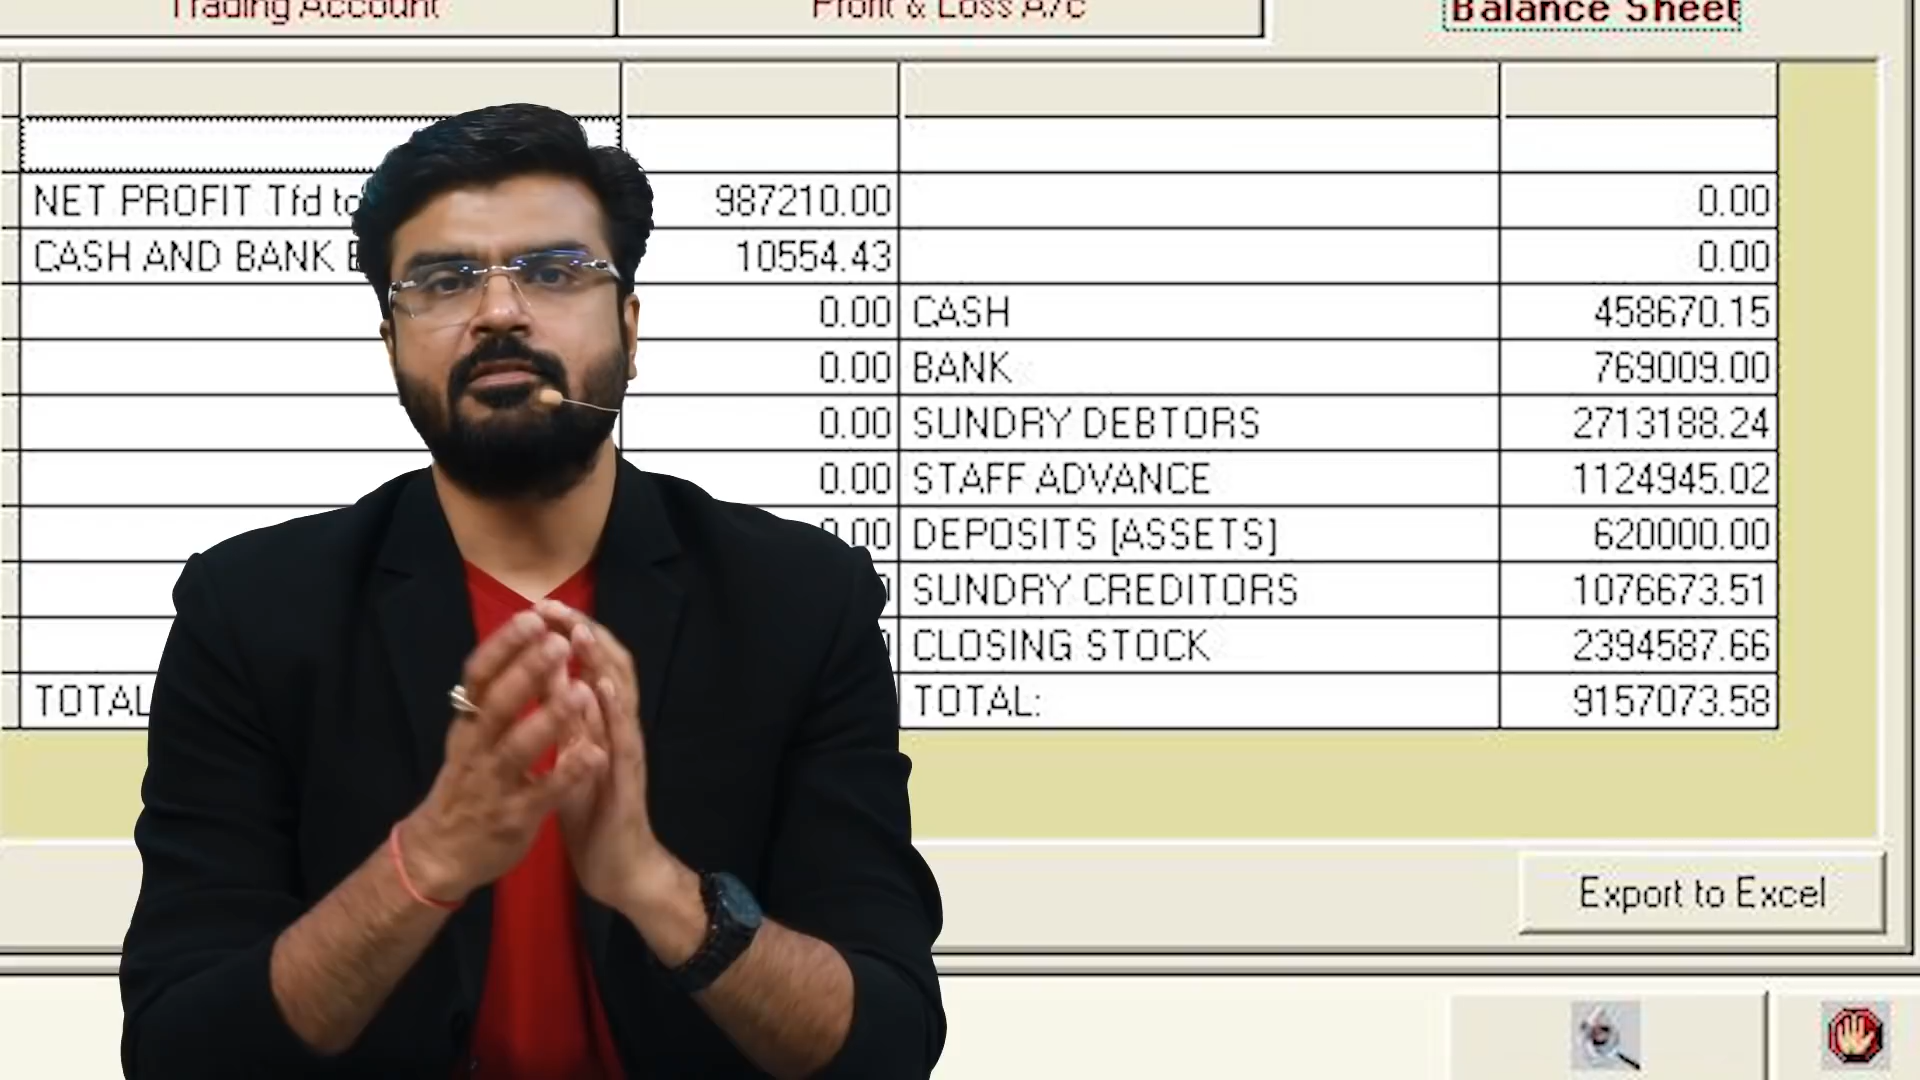 Trading Account Profit & Loss A/c Balance Sheet
NET PROFIT Tfd to 987210.00 0.00
CASH AND BANK 10554.43 0.00
0.00 CASH 458670.15
0.00 BANK 769009.00
0.00 SUNDRY DEBTORS 2713188.24
0.00 STAFF ADVANCE 1124945.02
0.00 DEPOSITS [ASSETS] 620000.00
SUNDRY CREDITORS 1076673.51
CLOSING STOCK 2394587.66
TOTAL TOTAL: 9157073.58
Export to Excel